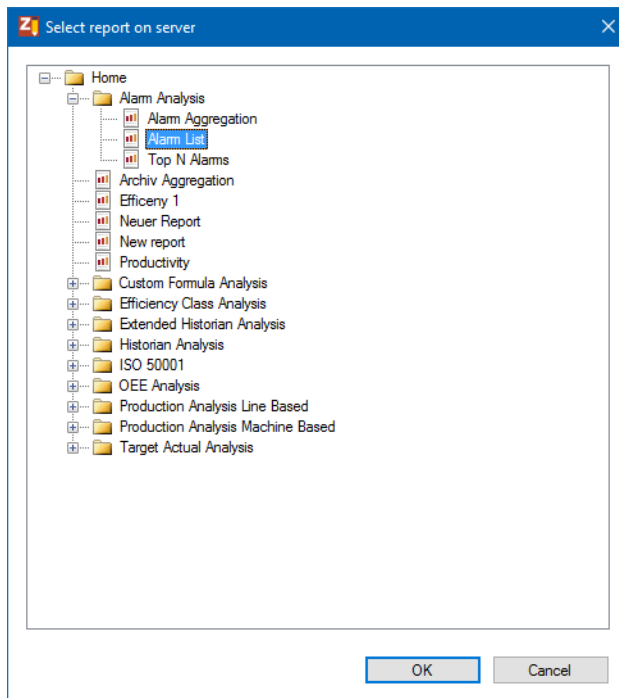 Select report on server
Home
Alarm Analysis
Alarm Aggregation
Alarm List
Top N Alarms
Archiv Aggregation
Efficeny 1
Neuer Report
New report
Productivity
Custom Formula Analysis
Efficiency Class Analysis
Extended Historian Analysis
Historian Analysis
ISO 50001
OEE Analysis
Production Analysis Line Based
Production Analysis Machine Based
Target Actual Analysis
OK Cancel